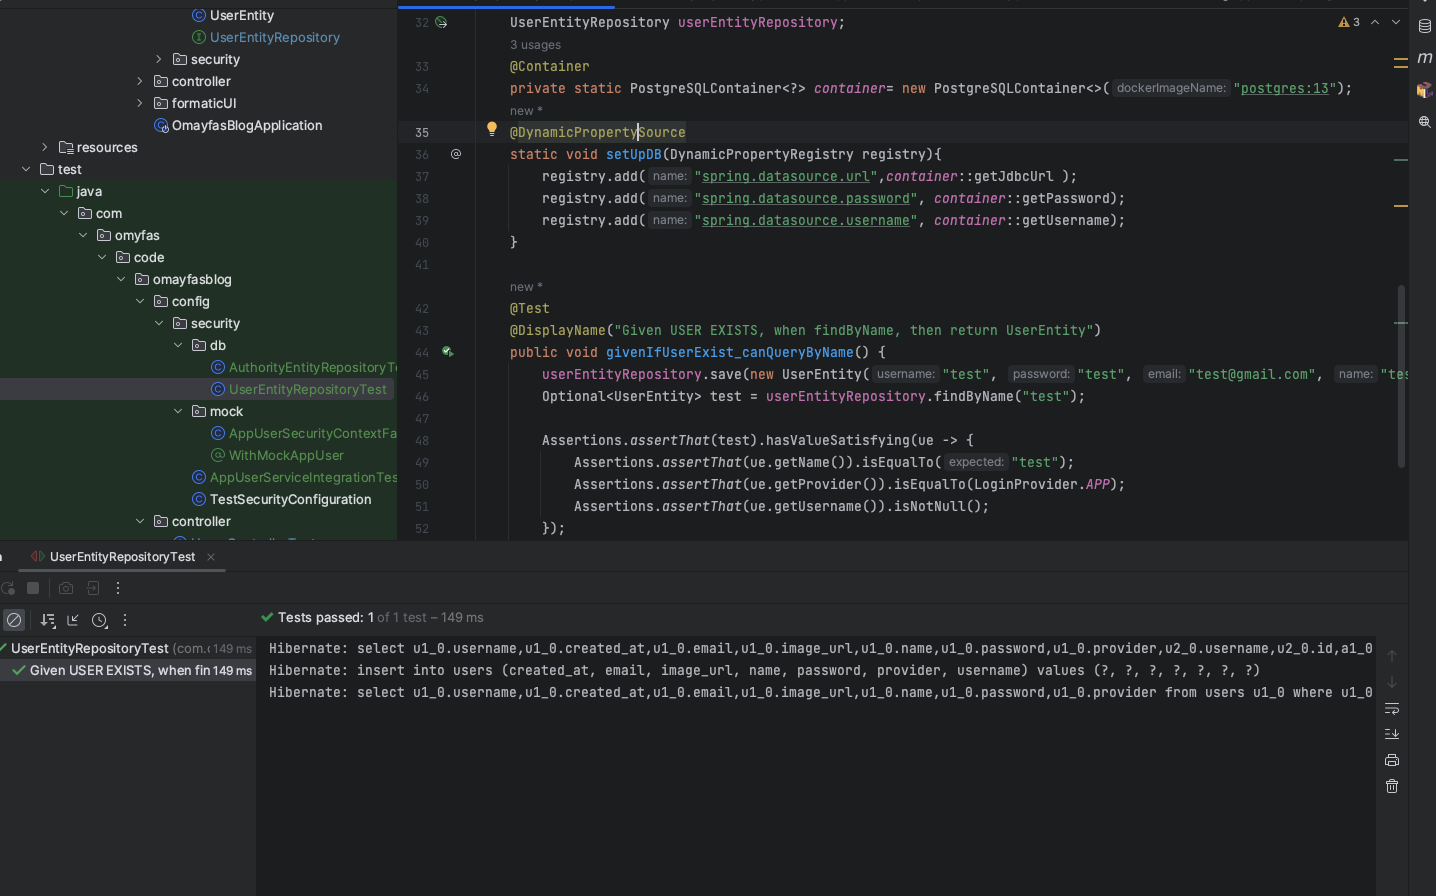 UserEntity
UserEntityRepository
security
controller
formaticUI
OmayfasBlogApplication
resources
test
java
com
omyfas
code
omayfasblog
config
security
db
AuthorityEntityRepositoryTe
UserEntityRepositoryTest
mock
AppUserSecurityContextFa
WithMockAppUser
AppUserServiceIntegrationTes
TestSecurityConfiguration
controller
32 UserEntityRepository userEntityRepository;
3 usages
33 @Container
34 private static PostgreSQLContainer<?> container= new PostgreSQLContainer<>( dockerImageName: "postgres:13");
new *
35 @DynamicPropertySource
36 @ static void setUpDB(DynamicPropertyRegistry registry){
37 registry.add( name: "spring.datasource.url",container::getJdbcUrl );
38 registry.add( name: "spring.datasource.password", container::getPassword);
39 registry.add( name: "spring.datasource.username", container::getUsername);
40 }
41
new *
42 @Test
43 @DisplayName("Given USER EXISTS, when findByName, then return UserEntity")
44 public void givenIfUserExist_canQueryByName() {
45 userEntityRepository.save(new UserEntity( username: "test", password: "test", email: "test@gmail.com", name: "tes
46 Optional<UserEntity> test = userEntityRepository.findByName("test");
47
48 Assertions.assertThat(test).hasValueSatisfying(ue -> {
49 Assertions.assertThat(ue.getName()).isEqualTo( expected: "test");
50 Assertions.assertThat(ue.getProvider()).isEqualTo(LoginProvider.APP);
51 Assertions.assertThat(ue.getUsername()).isNotNull();
52 });
3
m
UserEntityRepositoryTest
Tests passed: 1 of 1 test – 149 ms
UserEntityRepositoryTest (com.c 149 ms
Given USER EXISTS, when fin 149 ms
Hibernate: select u1_0.username,u1_0.created_at,u1_0.email,u1_0.image_url,u1_0.name,u1_0.password,u1_0.provider,u2_0.username,u2_0.id,a1_0
Hibernate: insert into users (created_at, email, image_url, name, password, provider, username) values (?, ?, ?, ?, ?, ?, ?)
Hibernate: select u1_0.username,u1_0.created_at,u1_0.email,u1_0.image_url,u1_0.name,u1_0.password,u1_0.provider from users u1_0 where u1_0